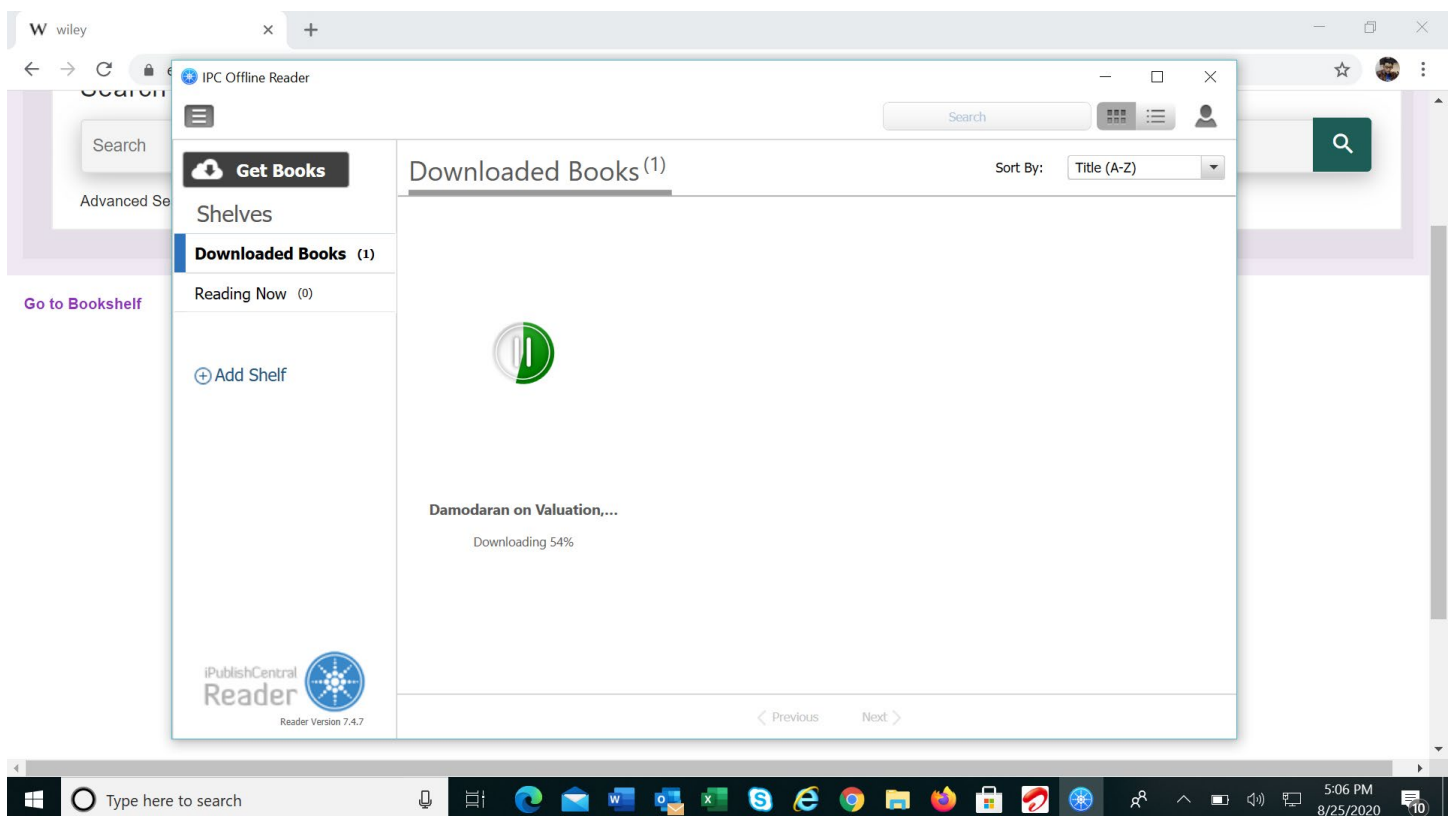 W wiley
IPC Offline Reader
Search
Search
Search
Get Books
Downloaded Books (1)
Sort By: Title (A-Z)
Advanced Se
Shelves
Downloaded Books (1)
Reading Now (0)
Go to Bookshelf
Add Shelf
Damodaran on Valuation,...
Downloading 54%
iPublishCentral
Reader
Reader Version 7.4.7
Previous Next
Type here to search
5:06 PM
8/25/2020
10